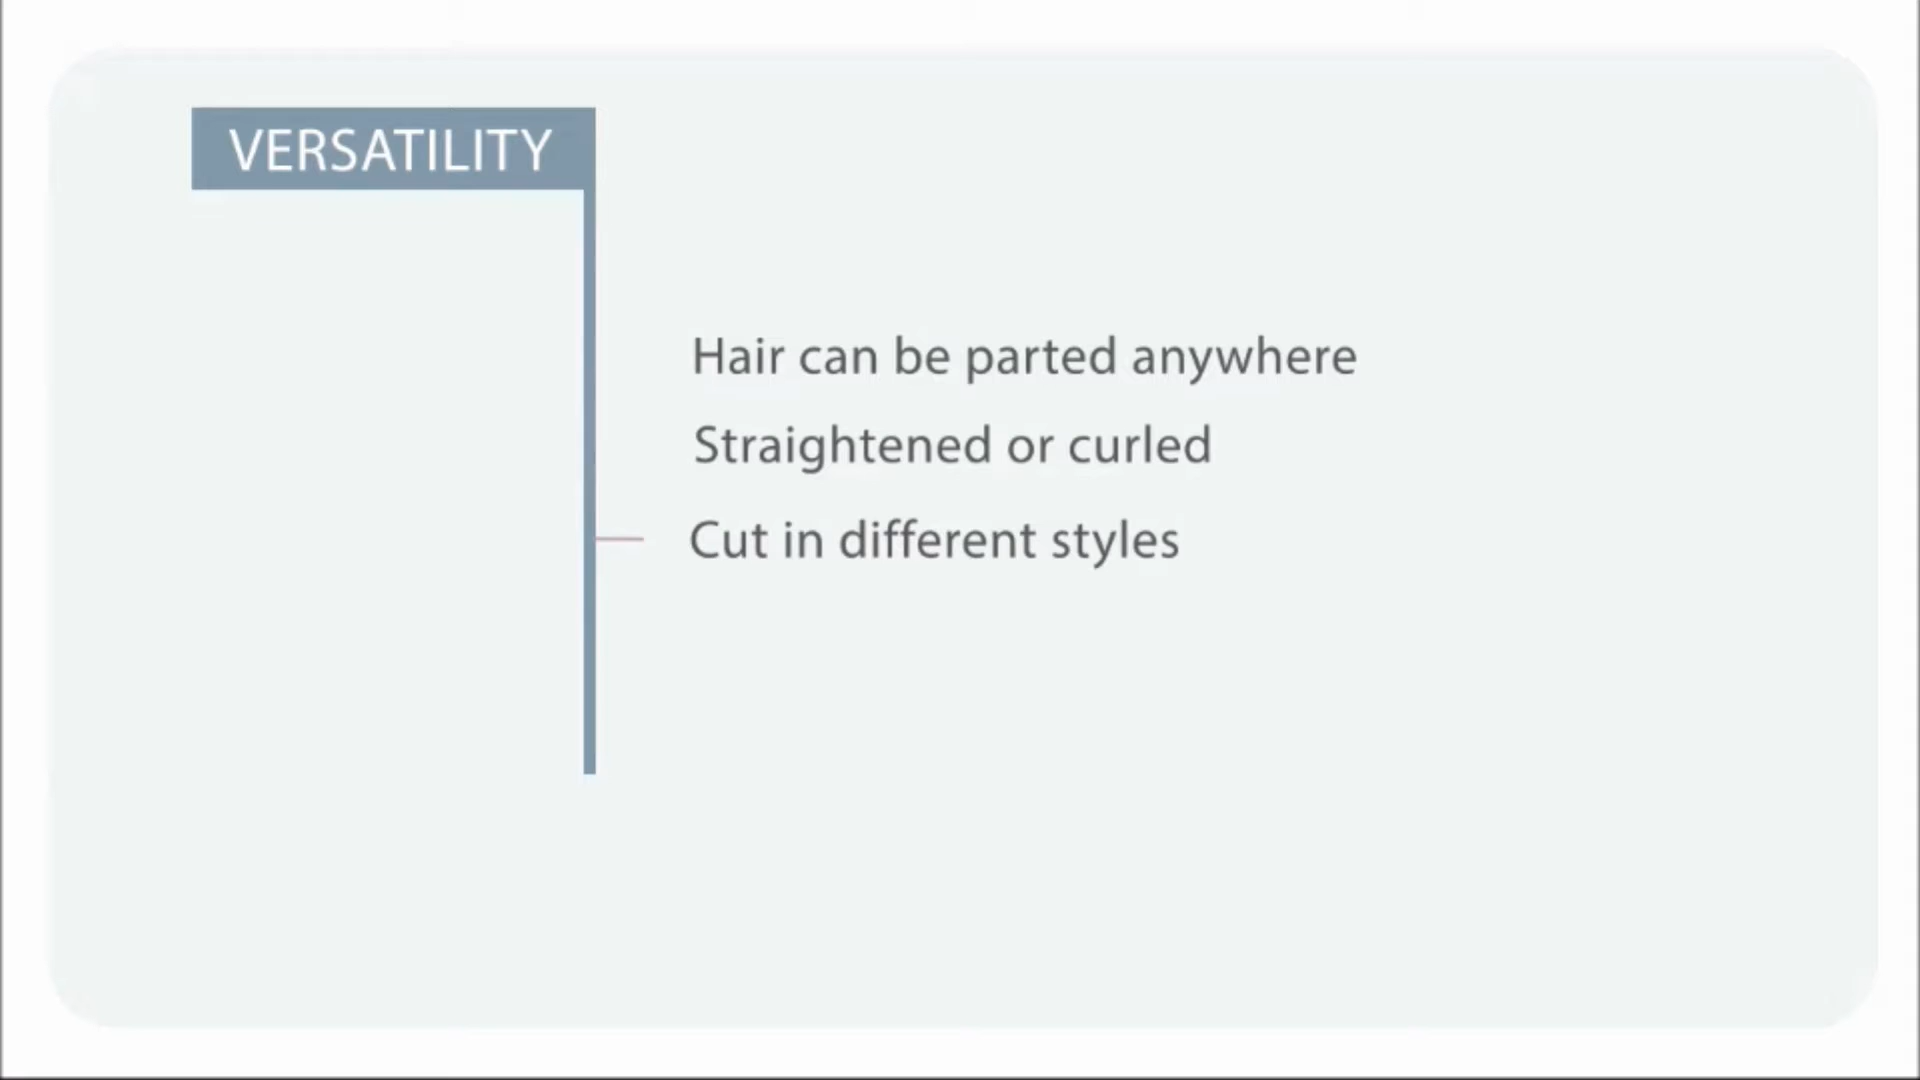 VERSATILITY
Hair can be parted anywhere
Straightened or curled
Cut in different styles